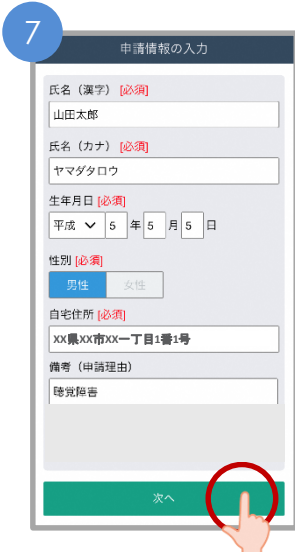 7
申請情報の入力
氏名（漢字） [必須]
山田太郎
氏名（カナ） [必須]
ヤマダタロウ
生年月日 [必須]
平成 5 年 5 月 5 日
性別 [必須]
男性 女性
自宅住所 [必須]
XX県XX市XX一丁目1番1号
備考（申請理由）
聴覚障害
次へ